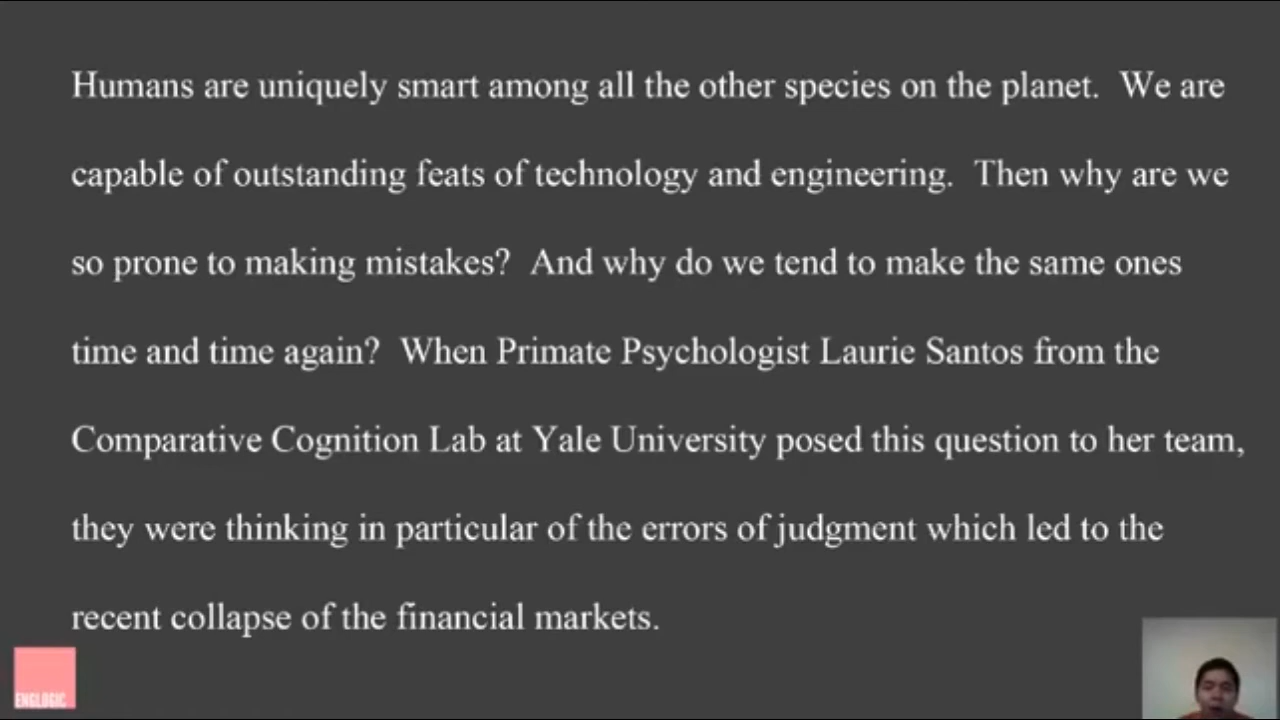 Humans are uniquely smart among all the other species on the planet.  We are
capable of outstanding feats of technology and engineering.  Then why are we
so prone to making mistakes?  And why do we tend to make the same ones
time and time again?  When Primate Psychologist Laurie Santos from the
Comparative Cognition Lab at Yale University posed this question to her team,
they were thinking in particular of the errors of judgment which led to the
recent collapse of the financial markets.
ENGLOGIC